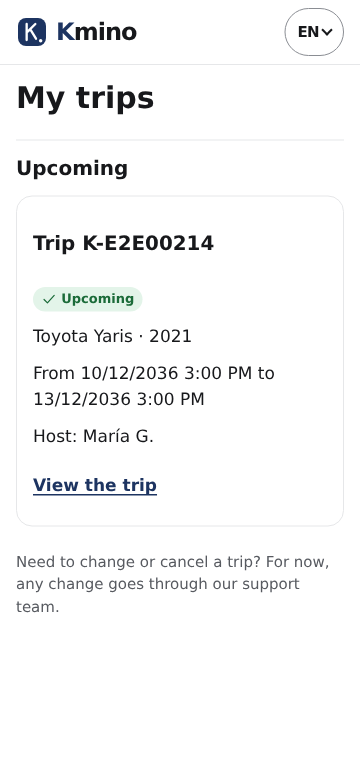 K. Kmino
EN
My trips
Upcoming
Trip K-E2E00214
Upcoming
Toyota Yaris · 2021
From 10/12/2036 3:00 PM to
13/12/2036 3:00 PM
Host: María G.
View the trip
Need to change or cancel a trip? For now,
any change goes through our support
team.